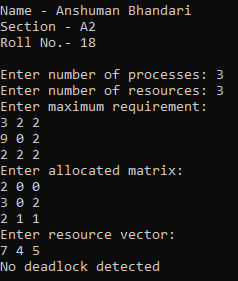 Name - Anshuman Bhandari
Section - A2
Roll No.- 18
Enter number of processes: 3
Enter number of resources: 3
Enter maximum requirement:
3 2 2
9 0 2
2 2 2
Enter allocated matrix:
2 0 0
3 0 2
2 1 1
Enter resource vector:
7 4 5
No deadlock detected